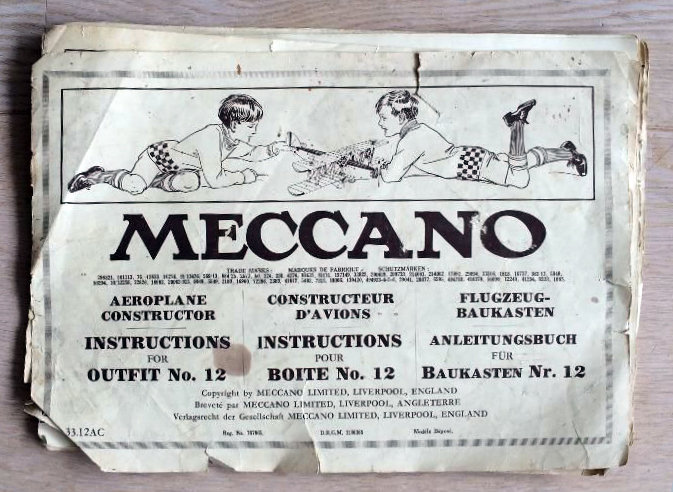 MECCANO
TRADE MARKS: MARQUES DE FABRIQUE: SCHUTZMARKEN:
AEROPLANE
CONSTRUCTOR
INSTRUCTIONS
FOR
OUTFIT No. 12
CONSTRUCTEUR
D'AVIONS
INSTRUCTIONS
POUR
BOITE No. 12
FLUGZEUG-
BAUKASTEN
ANLEITUNGSBUCH
FÜR
BAUKASTEN Nr. 12
Copyright by MECCANO LIMITED, LIVERPOOL, ENGLAND
Breveté par MECCANO LIMITED, LIVERPOOL, ANGLETERRE
Verlagsrecht der Gesellschaft MECCANO LIMITED, LIVERPOOL, ENGLAND
33.12AC
Reg. No. D.R.G.M. Modèle Déposé.